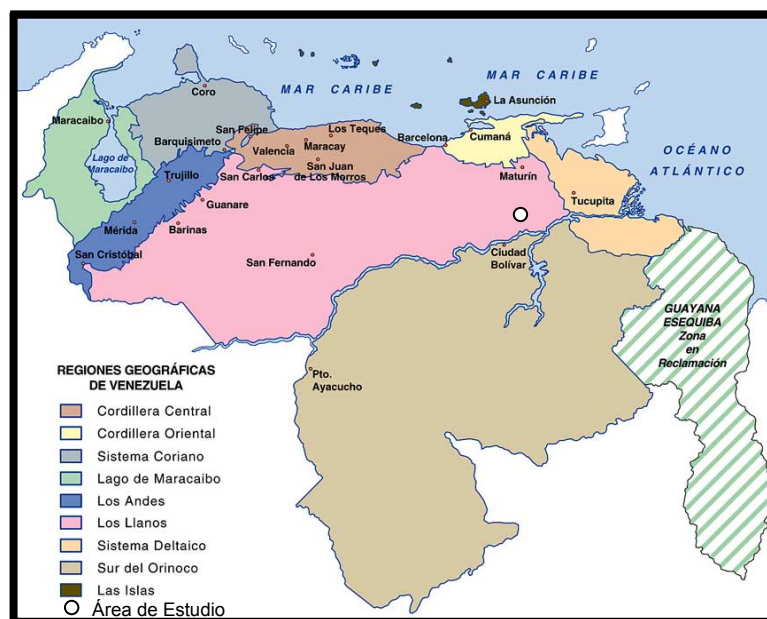 MAR CARIBE
MAR CARIBE
Coro
La Asunción
Maracaibo
San Felipe
Los Teques
Barcelona
Cumaná
OCÉANO
ATLÁNTICO
Barquisimeto
Valencia
Maracay
Lago de
Maracaibo
Trujillo
San Carlos
San Juan
de Los Morros
Maturín
Tucupita
Guanare
Mérida
Barinas
San Cristóbal
San Fernando
Ciudad
Bolívar
GUAYANA
ESEQUIBA
Zona
en
Reclamación
Pto.
Ayacucho
REGIONES GEOGRÁFICAS
DE VENEZUELA
Cordillera Central
Cordillera Oriental
Sistema Coriano
Lago de Maracaibo
Los Andes
Los Llanos
Sistema Deltaico
Sur del Orinoco
Las Islas
Área de Estudio